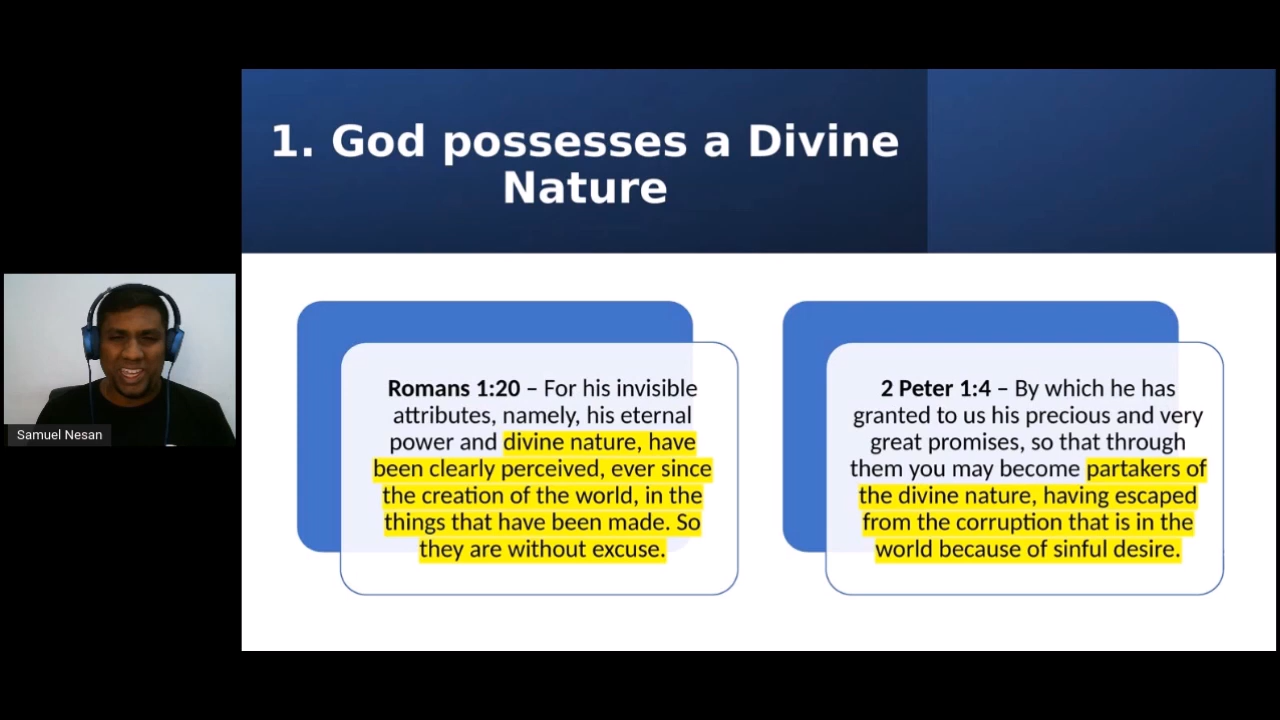 1. God possesses a Divine
Nature
Romans 1:20 – For his invisible
attributes, namely, his eternal
power and divine nature, have
been clearly perceived, ever since
the creation of the world, in the
things that have been made. So
they are without excuse.
2 Peter 1:4 – By which he has
granted to us his precious and very
great promises, so that through
them you may become partakers of
the divine nature, having escaped
from the corruption that is in the
world because of sinful desire.
Samuel Nesan